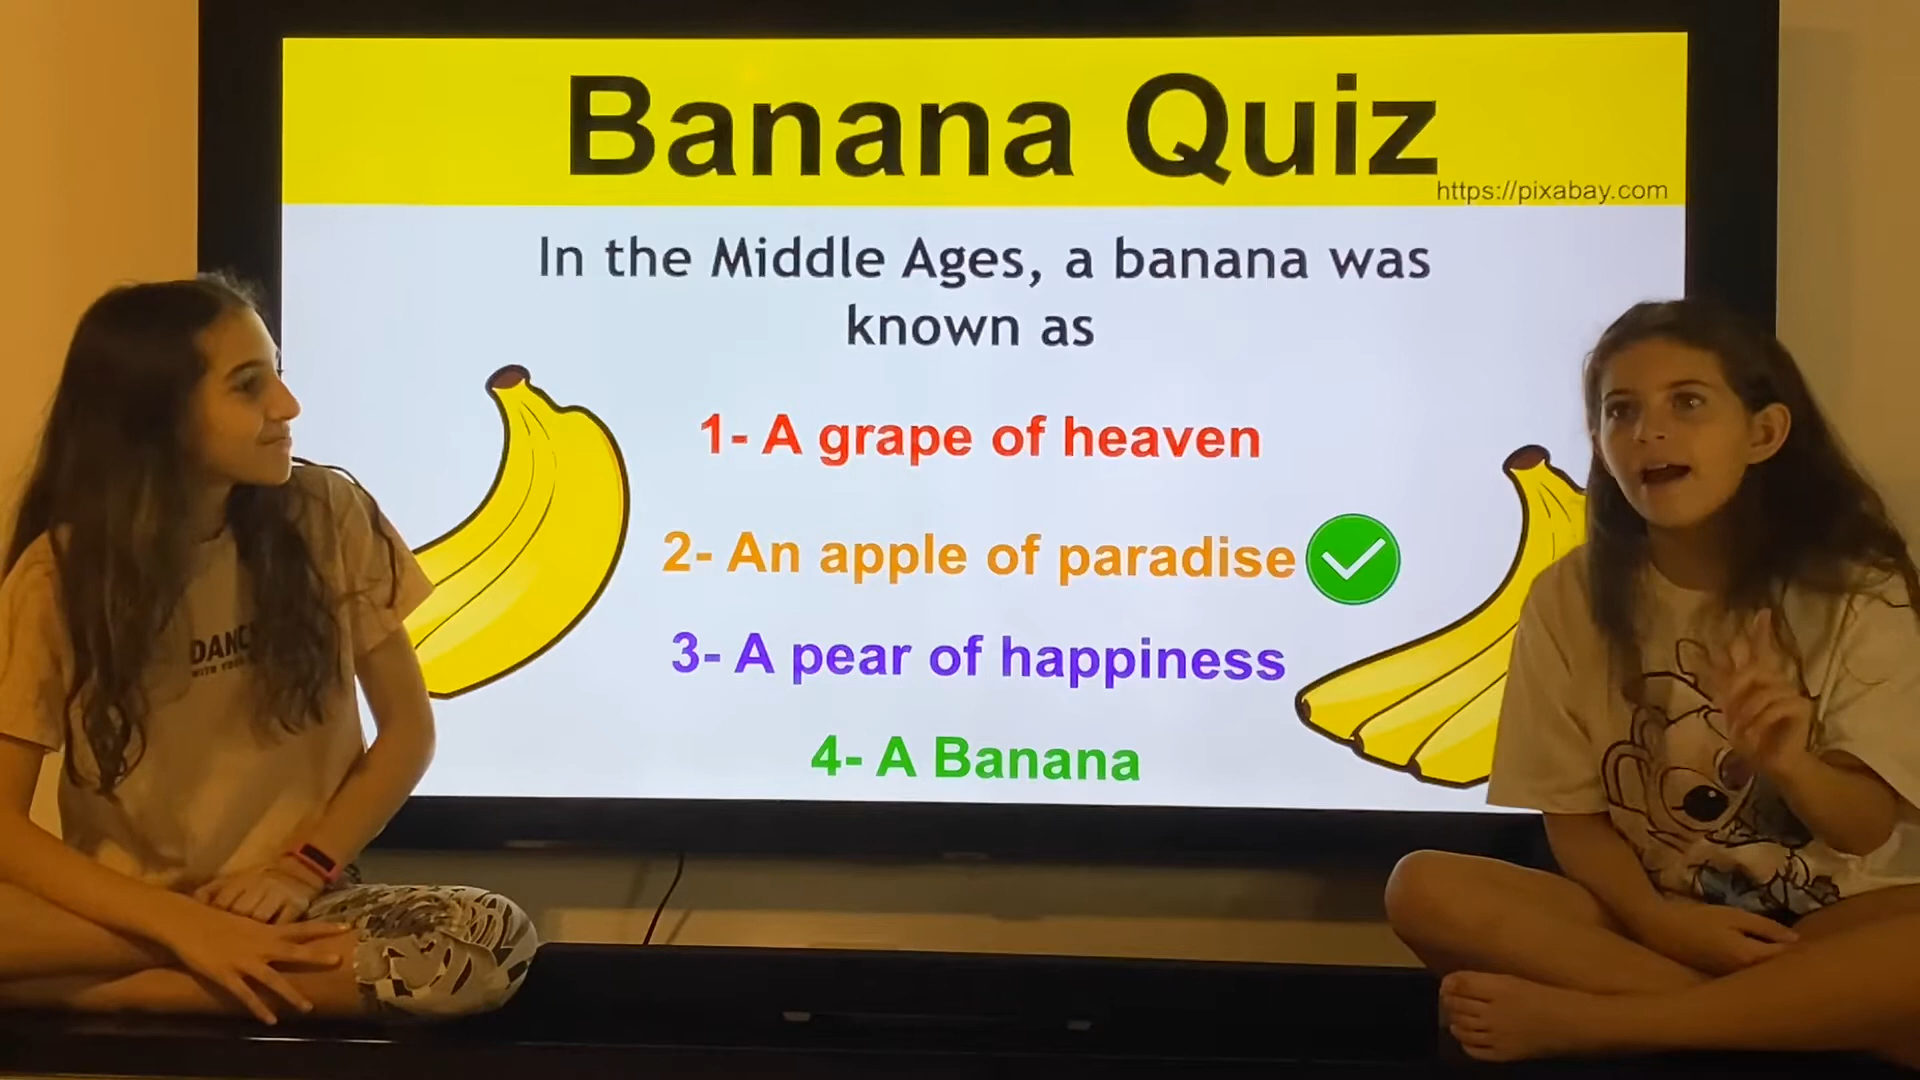 Banana Quiz
https://pixabay.com
In the Middle Ages, a banana was
known as
1- A grape of heaven
2- An apple of paradise
3- A pear of happiness
4- A Banana